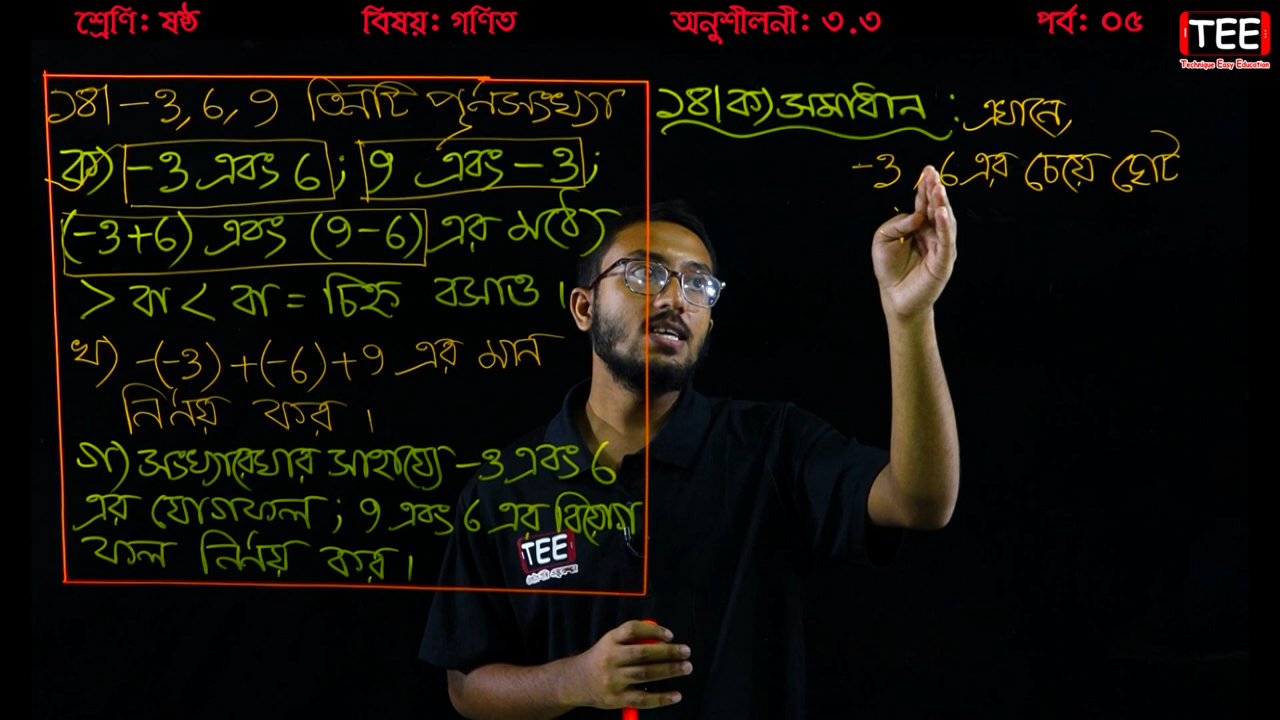 শ্রেণি: ষষ্ঠ বিষয়: গণিত অনুশীলনী: ৩.৩ পর্ব: ০৫
TEE
Technique Easy Education
১৪। -3, 6, 9 তিনটি পূর্ণসংখ্যা
ক) -3 এবং 6 ; 9 এবং -3 ;
(-3+6) এবং (9-6) এর মধ্যে
> বা < বা = চিহ্ন বসাও ।
খ) -(-3) + (-6) + 9 এর মান
নির্ণয় কর ।
গ) সংখ্যারেখার সাহায্যে -3 এবং 6
এর যোগফল ; 9 এবং 6 এর বিয়োগ
ফল নির্ণয় কর ।
১৪।ক) সমাধান : এখানে,
-3 , 6 এর চেয়ে ছোট
TEE